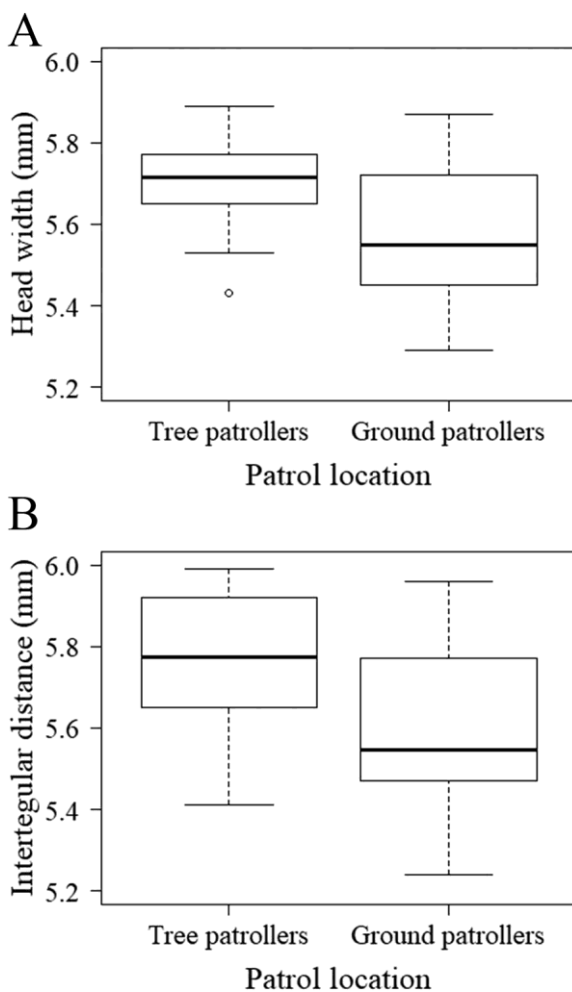 A
Head width (mm)
6.0
5.8
5.6
5.4
5.2
Tree patrollers Ground patrollers
Patrol location
B
Intertegular distance (mm)
6.0
5.8
5.6
5.4
5.2
Tree patrollers Ground patrollers
Patrol location